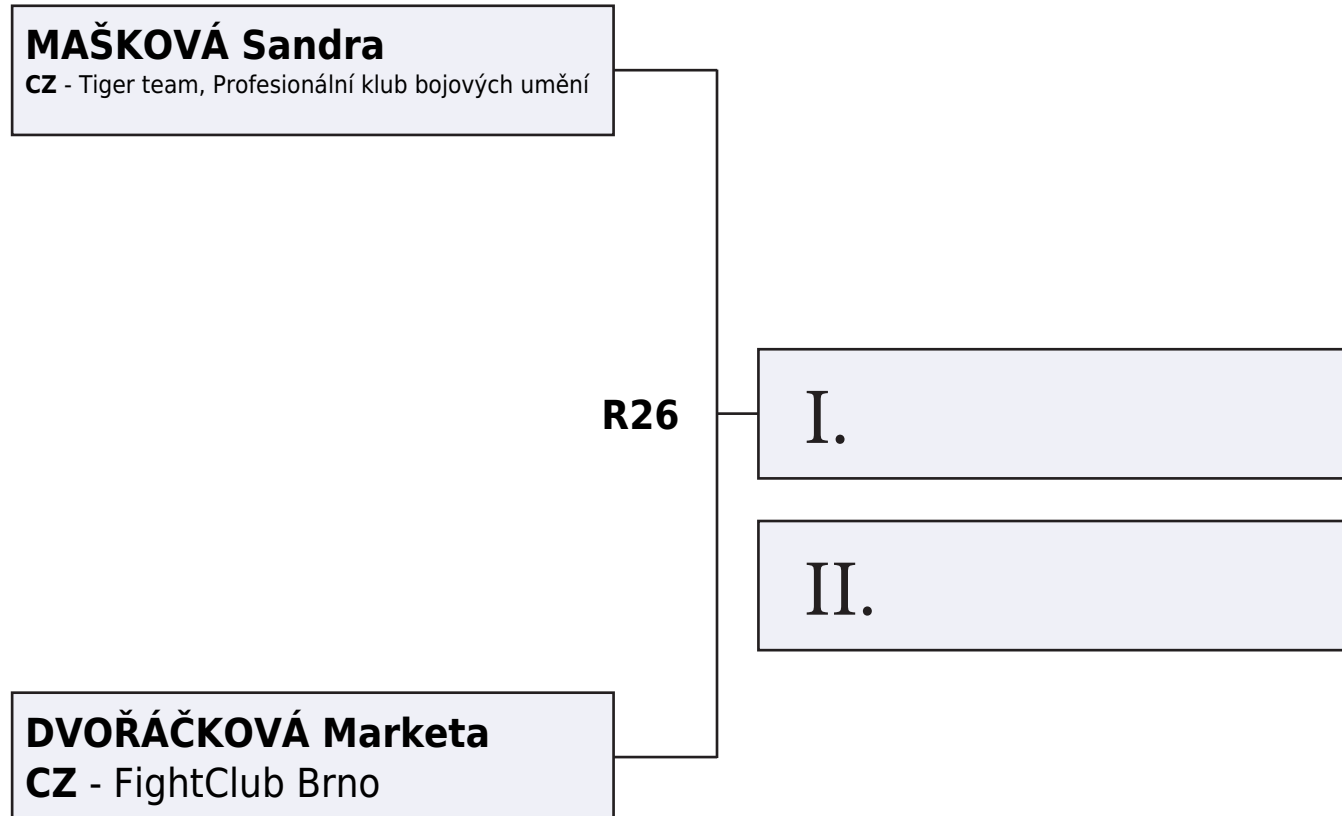 MAŠKOVÁ Sandra
CZ - Tiger team, Profesionální klub bojových umění
R26
I.
II.
DVOŘÁČKOVÁ Marketa
CZ - FightClub Brno